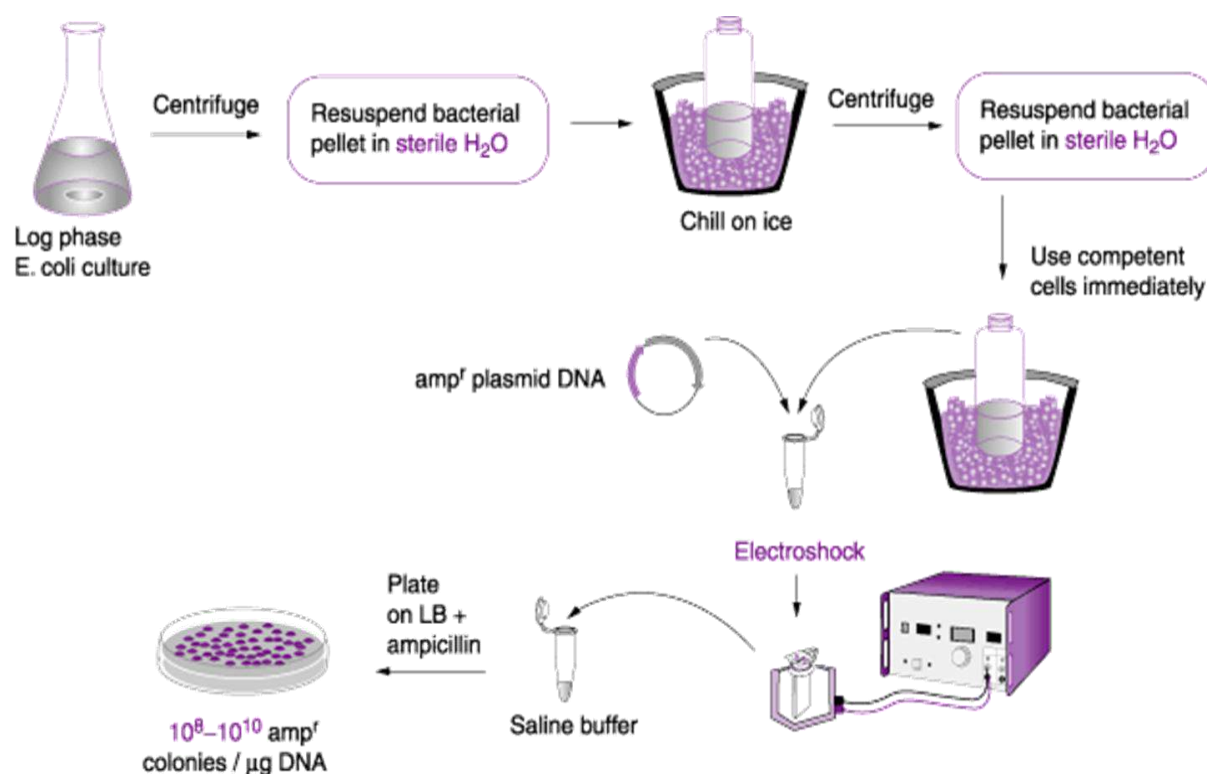 Centrifuge
Resuspend bacterial
pellet in sterile H₂O
Centrifuge
Resuspend bacterial
pellet in sterile H₂O
Chill on ice
Log phase
E. coli culture
Use competent
cells immediately
ampʳ plasmid DNA
Electroshock
Plate
on LB +
ampicillin
Saline buffer
10⁸–10¹⁰ ampʳ
colonies / μg DNA